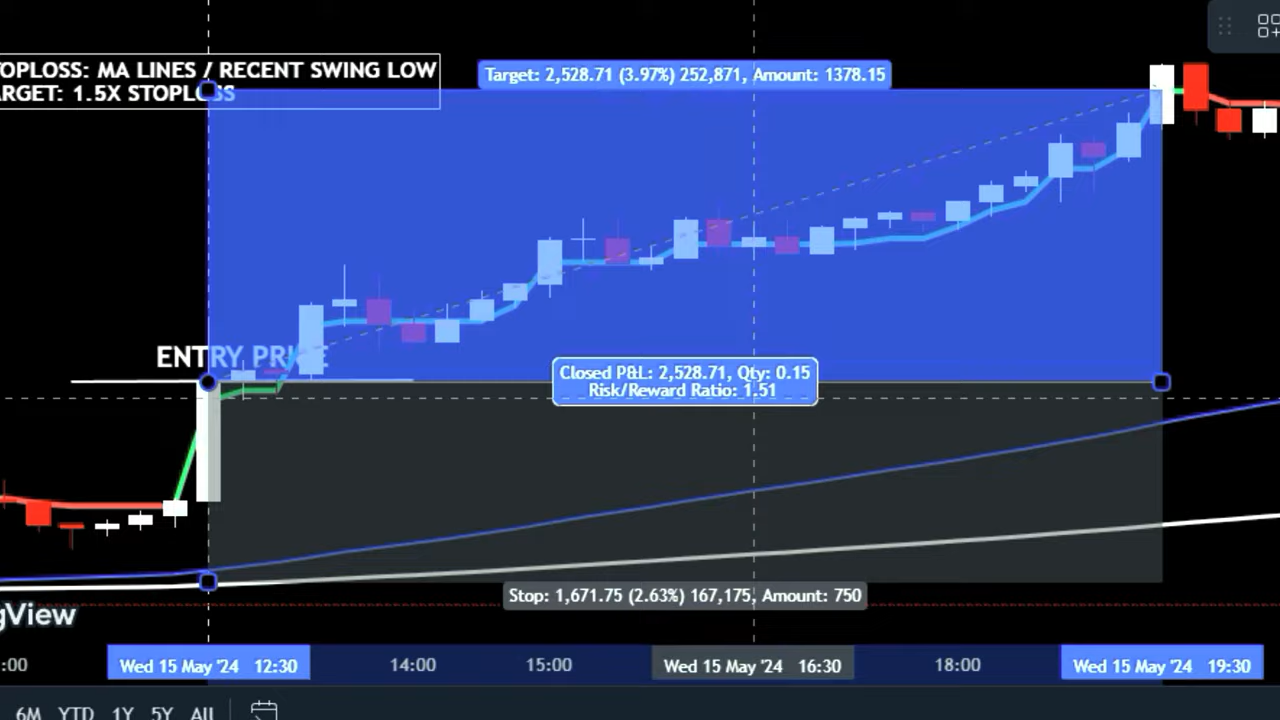 TOPLOSS: MA LINES / RECENT SWING LOW
ARGET: 1.5X STOPLOSS
Target: 2,528.71 (3.97%) 252,871, Amount: 1378.15
ENTRY PRICE
Closed P&L: 2,528.71, Qty: 0.15
Risk/Reward Ratio: 1.51
Stop: 1,671.75 (2.63%) 167,175, Amount: 750
gView
:00
Wed 15 May '24 12:30
14:00
15:00
Wed 15 May '24 16:30
18:00
Wed 15 May '24 19:30
6M YTD 1Y 5Y All